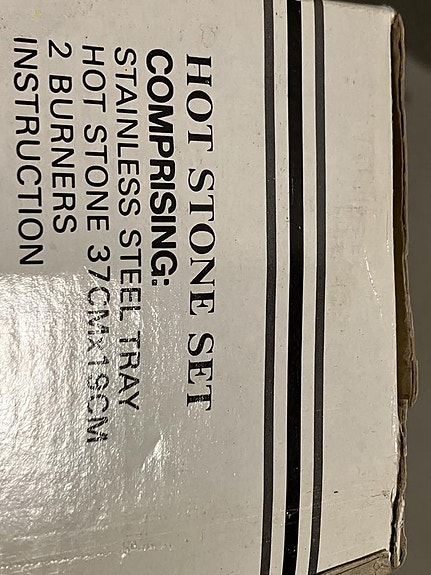 HOT STONE SET
COMPRISING:
STAINLESS STEEL TRAY
HOT STONE 37CMx19CM
2 BURNERS
INSTRUCTION